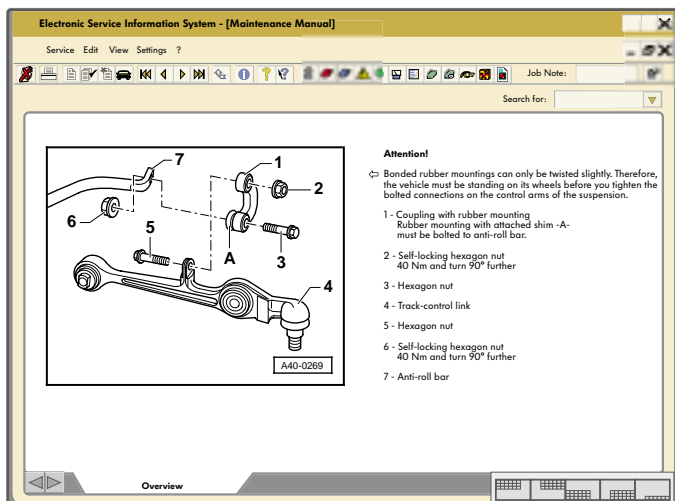 Electronic Service Information System - [Maintenance Manual]
Service Edit View Settings ?
Job Note:
Search for:
Attention!
Bonded rubber mountings can only be twisted slightly. Therefore,
the vehicle must be standing on its wheels before you tighten the
bolted connections on the control arms of the suspension.
1 - Coupling with rubber mounting
Rubber mounting with attached shim -A-
must be bolted to anti-roll bar.
2 - Self-locking hexagon nut
40 Nm and turn 90° further
3 - Hexagon nut
4 - Track-control link
5 - Hexagon nut
6 - Self-locking hexagon nut
40 Nm and turn 90° further
7 - Anti-roll bar
7
1
2
6
5
A
3
4
A40-0269
Overview